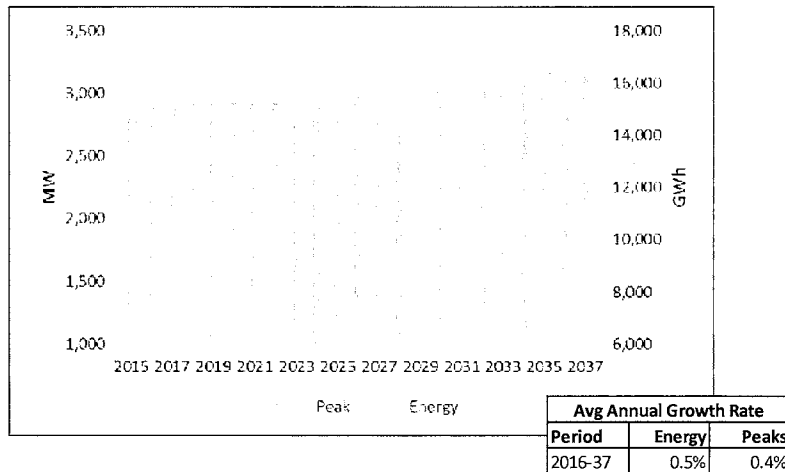 3,500
3,000
2,500
2,000
1,500
1,000
MW
18,000
16,000
14,000
12,000
10,000
8,000
6,000
GWh
2015 2017 2019 2021 2023 2025 2027 2029 2031 2033 2035 2037
Peak Energy
Avg Annual Growth Rate
Period Energy Peaks
2016-37 0.5% 0.4%